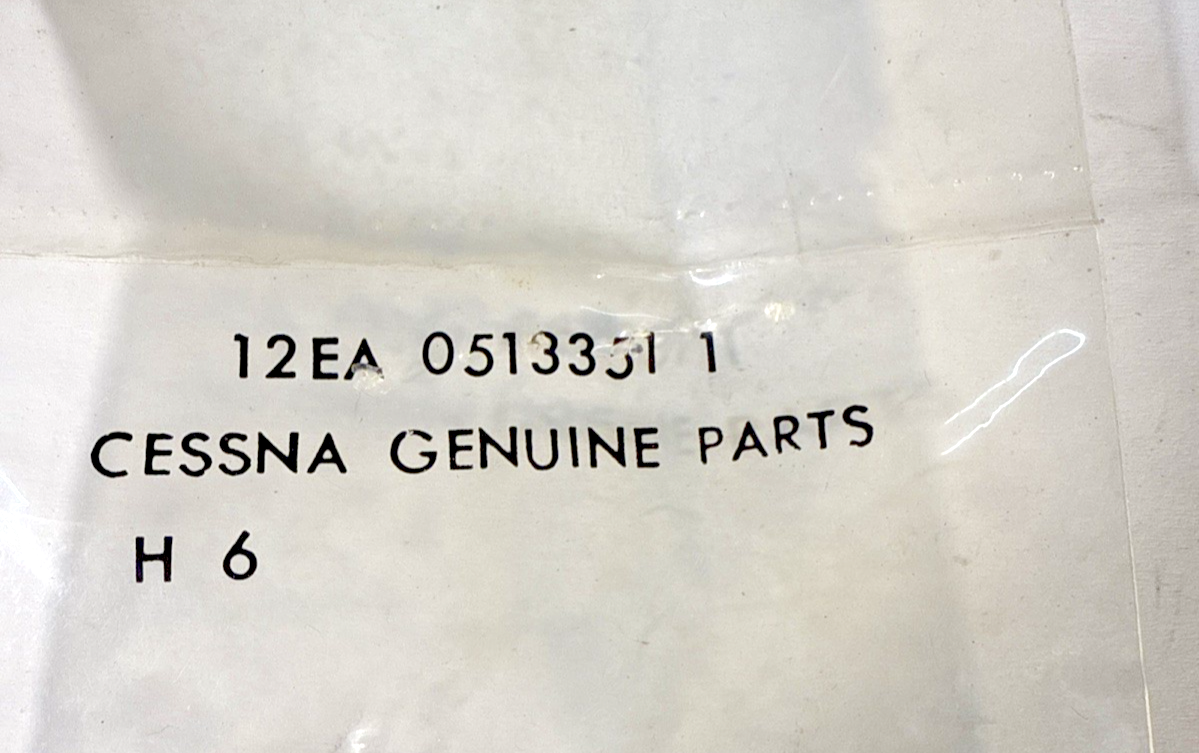 12EA 0513351 1
CESSNA GENUINE PARTS
H 6